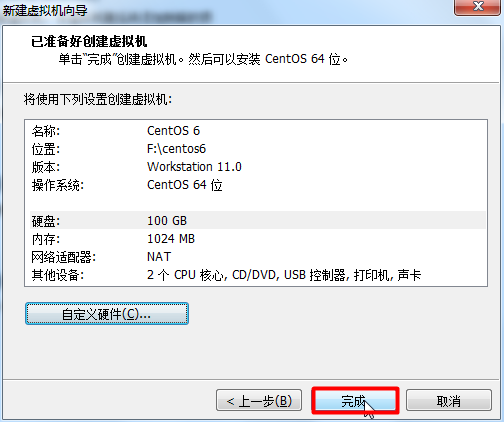 新建虚拟机向导
已准备好创建虚拟机
单击“完成”创建虚拟机。然后可以安装 CentOS 64 位。
将使用下列设置创建虚拟机:
名称: CentOS 6
位置: F:\centos6
版本: Workstation 11.0
操作系统: CentOS 64 位
硬盘: 100 GB
内存: 1024 MB
网络适配器: NAT
其他设备: 2 个 CPU 核心, CD/DVD, USB 控制器, 打印机, 声卡
自定义硬件(C)...
< 上一步(B) 完成 取消